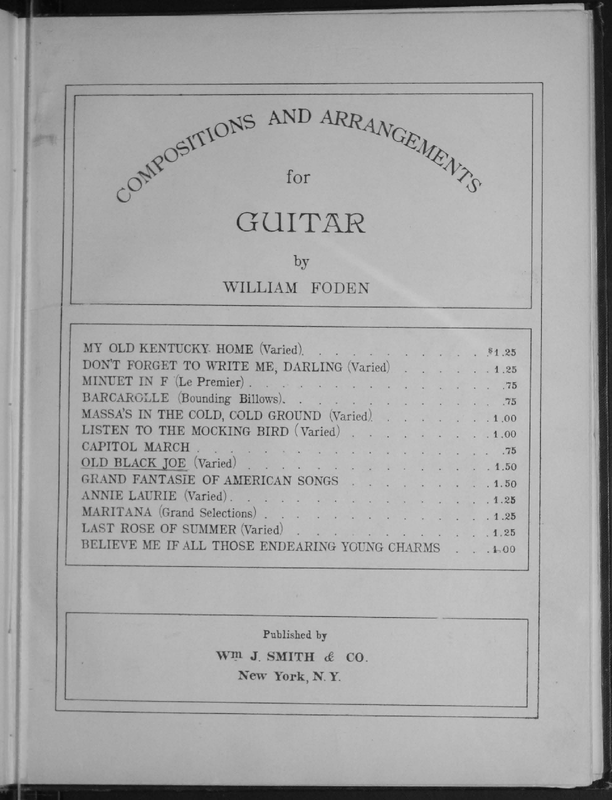 COMPOSITIONS AND ARRANGEMENTS
for
GUITAR
by
WILLIAM FODEN
MY OLD KENTUCKY HOME (Varied). . . . . . . . . . . $1.25
DON'T FORGET TO WRITE ME, DARLING (Varied) . . . . . 1.25
MINUET IN F (Le Premier) . . . . . . . . . . . . . .75
BARCAROLLE (Bounding Billows). . . . . . . . . . . .75
MASSA'S IN THE COLD, COLD GROUND (Varied). . . . . . 1.00
LISTEN TO THE MOCKING BIRD (Varied) . . . . . . . . 1.00
CAPITOL MARCH . . . . . . . . . . . . . . . .75
OLD BLACK JOE (Varied) . . . . . . . . . . . . . 1.50
GRAND FANTASIE OF AMERICAN SONGS . . . . . . . . 1.50
ANNIE LAURIE (Varied). . . . . . . . . . . . . . 1.25
MARITANA (Grand Selections) . . . . . . . . . . . . 1.25
LAST ROSE OF SUMMER (Varied) . . . . . . . . . . . 1.25
BELIEVE ME IF ALL THOSE ENDEARING YOUNG CHARMS . . . 1.00
Published by
Wm J. SMITH & CO.
New York, N.Y.